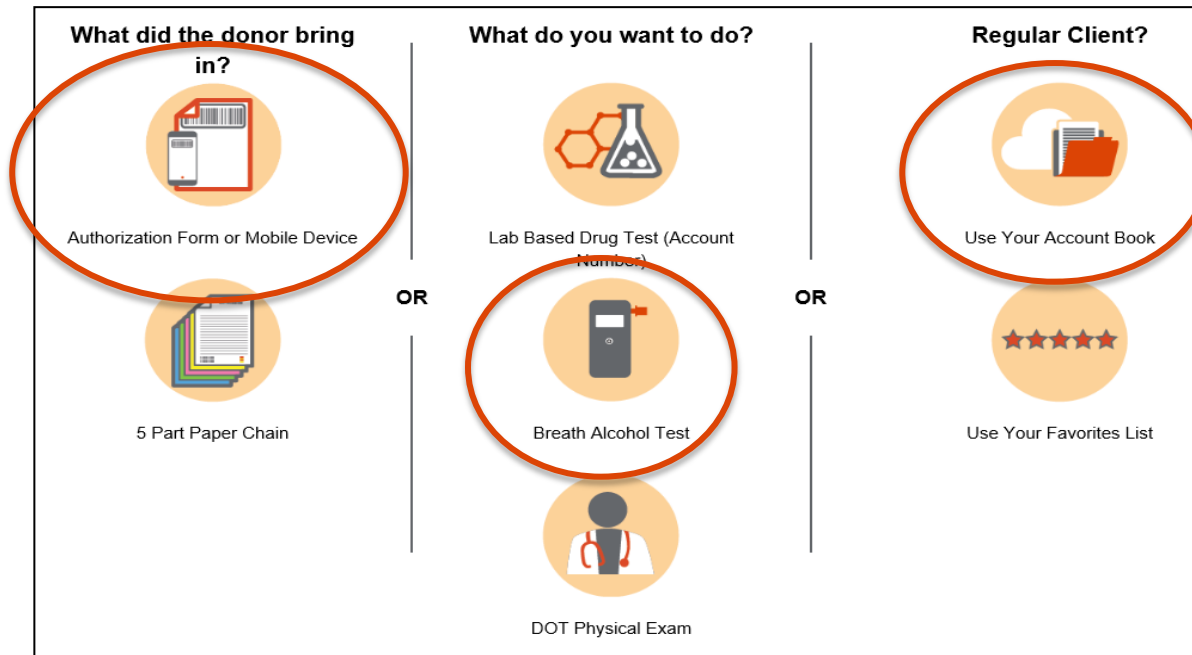 What did the donor bring
in?
Authorization Form or Mobile Device
5 Part Paper Chain
OR
What do you want to do?
Lab Based Drug Test (Account
Number)
Breath Alcohol Test
DOT Physical Exam
OR
Regular Client?
Use Your Account Book
Use Your Favorites List